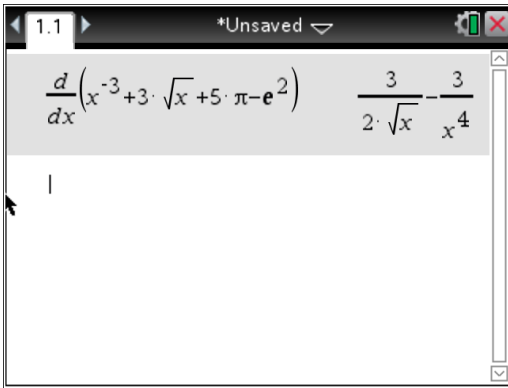 1.1 *Unsaved
d/dx(x^-3+3·√x+5·π−e^2) 3/(2·√x)−3/x^4